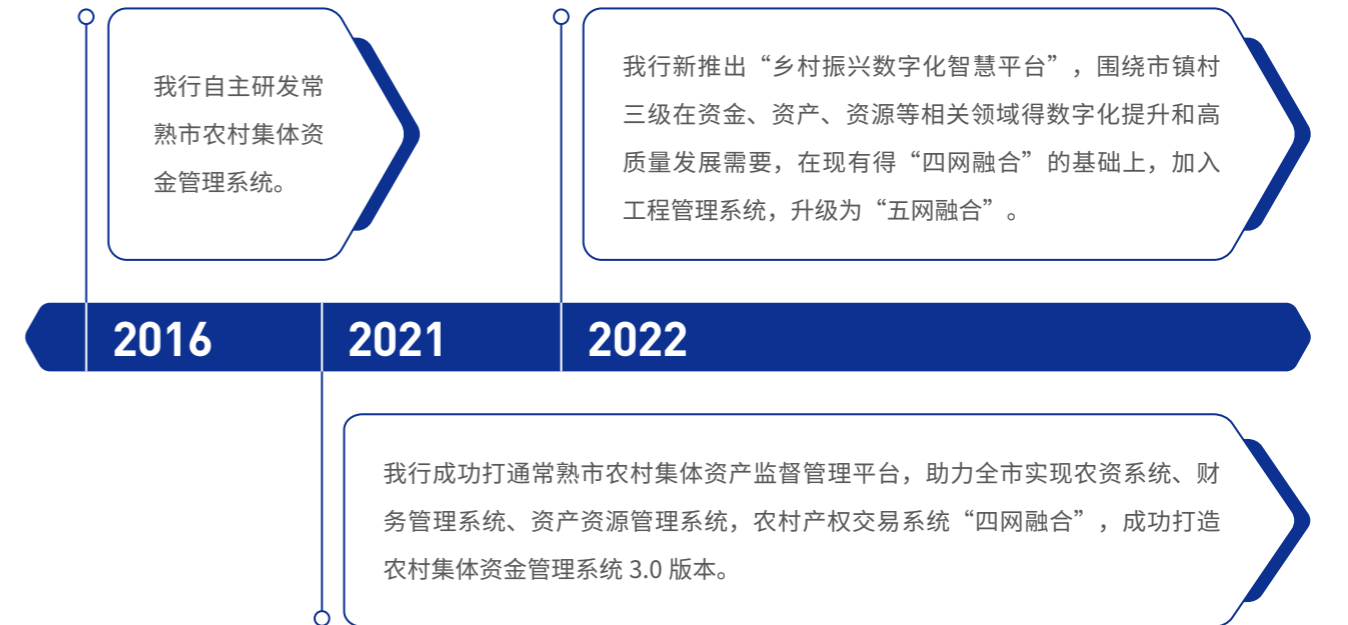 我行自主研发常
熟市农村集体资
金管理系统。
我行新推出“乡村振兴数字化智慧平台”，围绕市镇村
三级在资金、资产、资源等相关领域得数字化提升和高
质量发展需要，在现有得“四网融合”的基础上，加入
工程管理系统，升级为“五网融合”。
2016
2021
2022
我行成功打通常熟市农村集体资产监督管理平台，助力全市实现农资系统、财
务管理系统、资产资源管理系统，农村产权交易系统“四网融合”，成功打造
农村集体资金管理系统 3.0 版本。